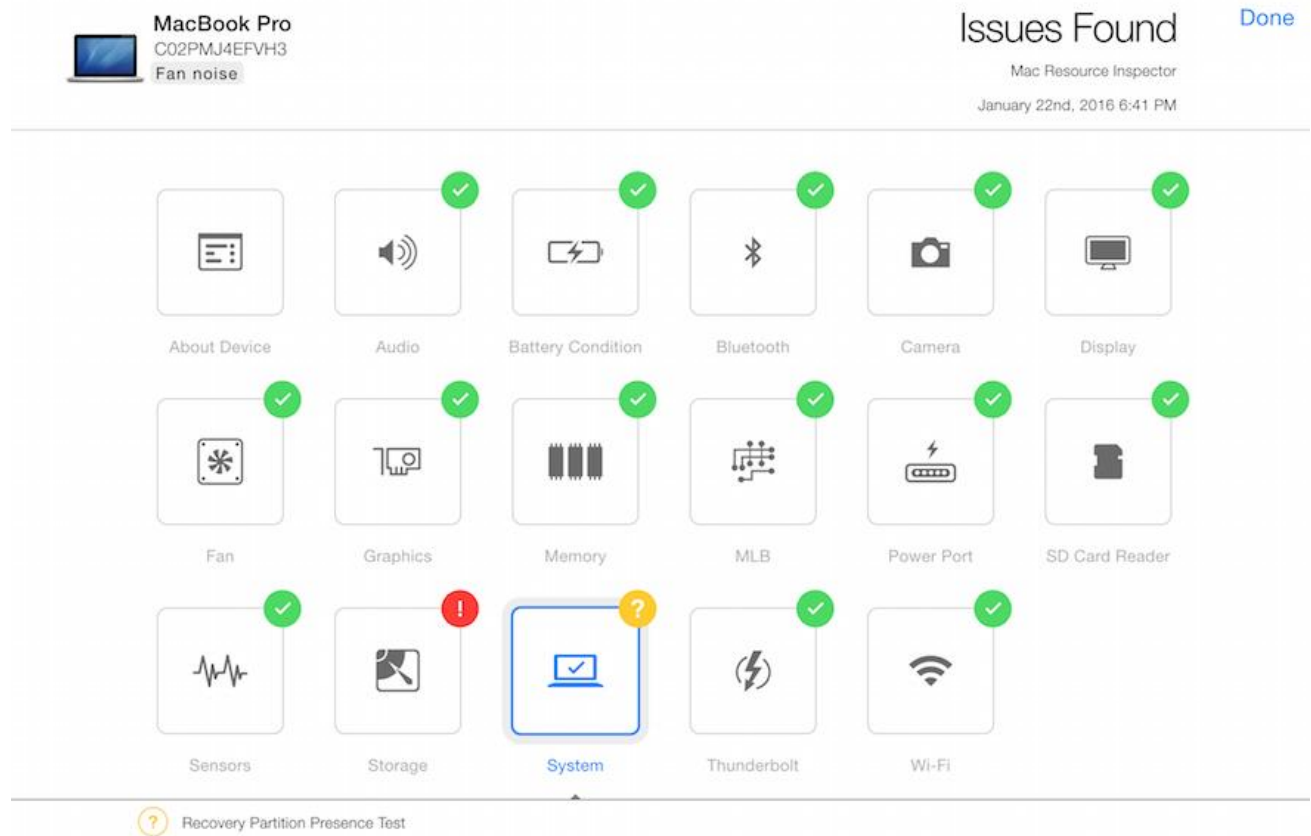 MacBook Pro
C02PMJ4EFVH3
Fan noise
Issues Found
Done
Mac Resource Inspector
January 22nd, 2016 6:41 PM
About Device
Audio
Battery Condition
Bluetooth
Camera
Display
Fan
Graphics
Memory
MLB
Power Port
SD Card Reader
!
?
Sensors
Storage
System
Thunderbolt
Wi-Fi
? Recovery Partition Presence Test